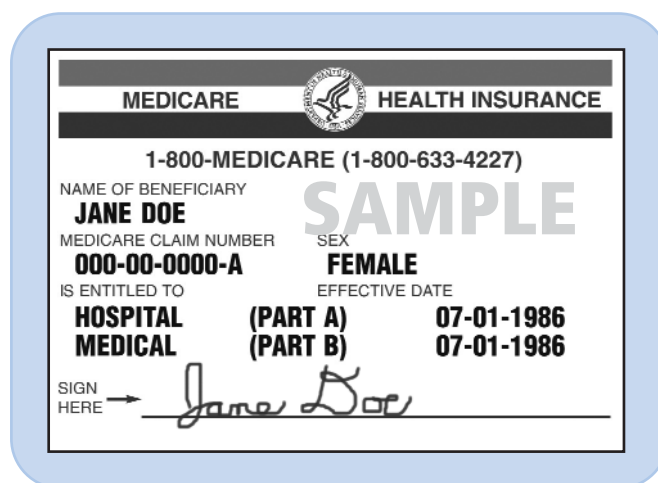 MEDICARE HEALTH INSURANCE
1-800-MEDICARE (1-800-633-4227)
SAMPLE
NAME OF BENEFICIARY
JANE DOE
MEDICARE CLAIM NUMBER SEX
000-00-0000-A FEMALE
IS ENTITLED TO EFFECTIVE DATE
HOSPITAL (PART A) 07-01-1986
MEDICAL (PART B) 07-01-1986
SIGN
HERE Jane Doe